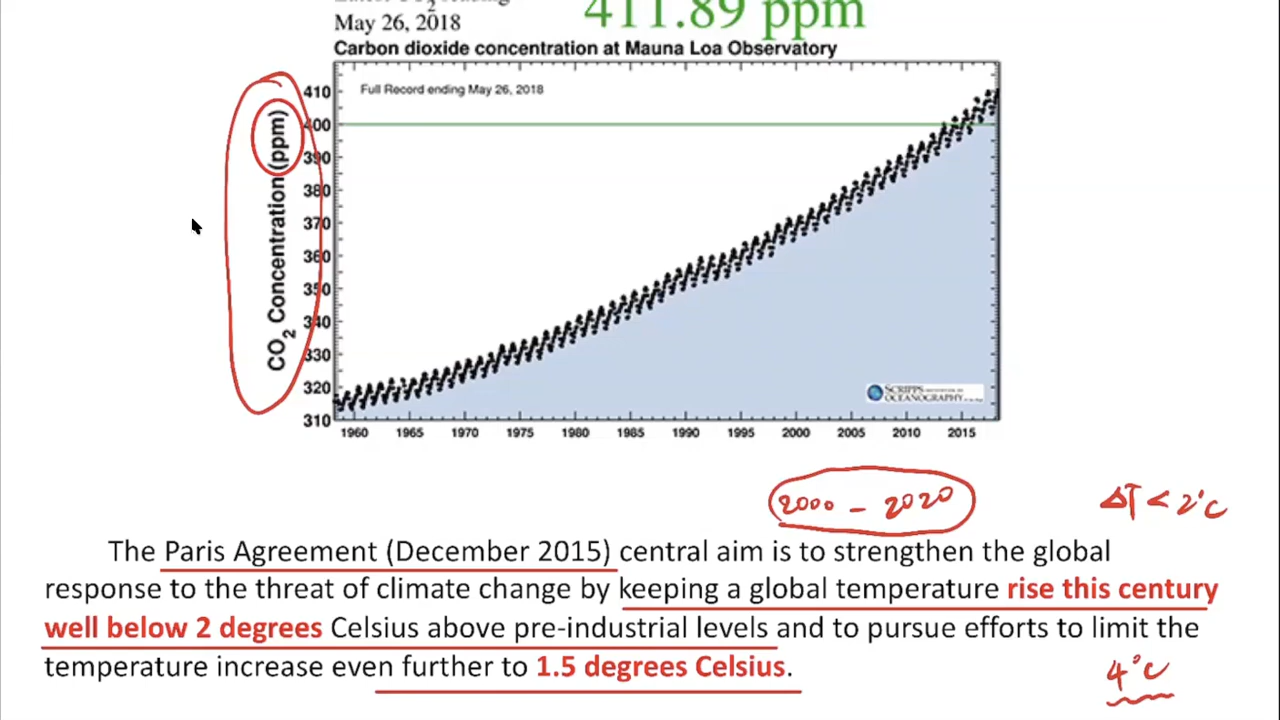 May 26, 2018
411.89 ppm
Carbon dioxide concentration at Mauna Loa Observatory
Full Record ending May 26, 2018
CO2 Concentration (ppm)
410
400
390
380
370
360
350
340
330
320
310
SCRIPPS
OCEANOGRAPHY
1960 1965 1970 1975 1980 1985 1990 1995 2000 2005 2010 2015
2000 – 2020
ΔT < 2°C
The Paris Agreement (December 2015) central aim is to strengthen the global
response to the threat of climate change by keeping a global temperature rise this century
well below 2 degrees Celsius above pre-industrial levels and to pursue efforts to limit the
temperature increase even further to 1.5 degrees Celsius.
4°C